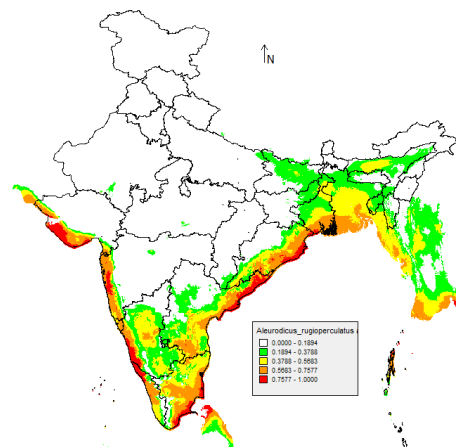 N
Aleurodicus_rugioperculatus
0.0000 - 0.1894
0.1894 - 0.3788
0.3788 - 0.5683
0.5683 - 0.7577
0.7577 - 1.0000